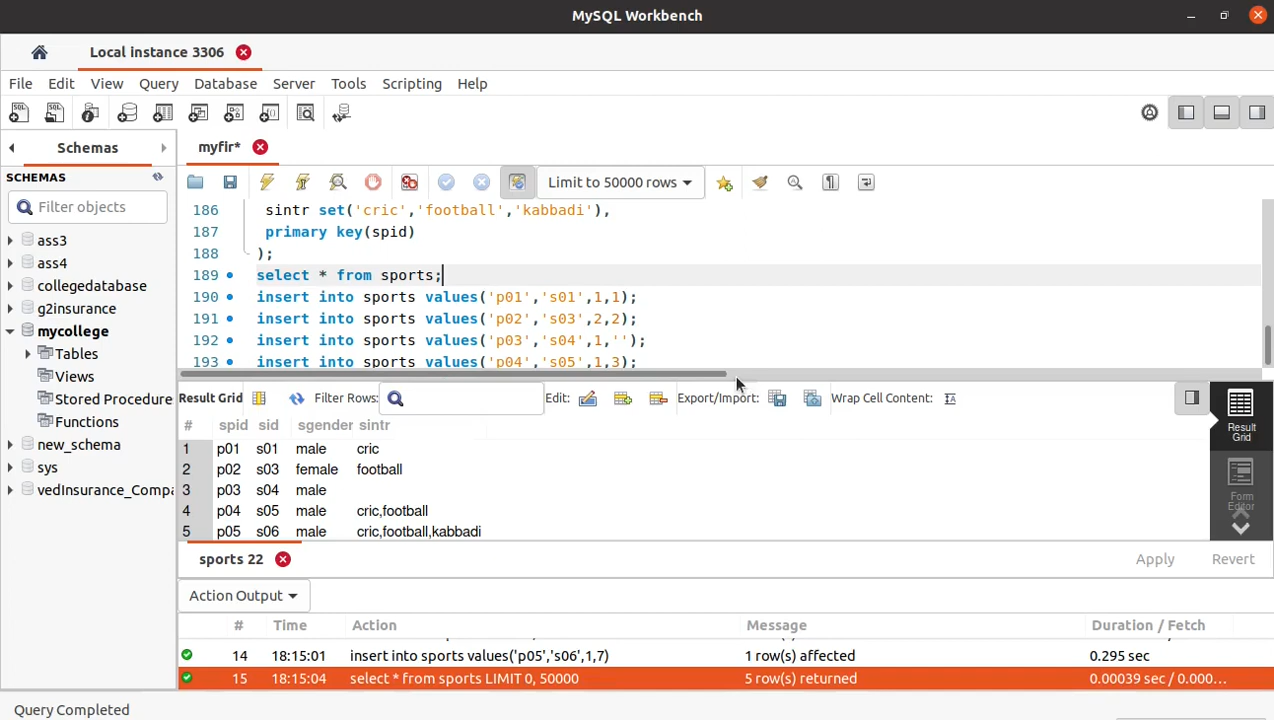 MySQL Workbench
Local instance 3306
File Edit View Query Database Server Tools Scripting Help
Schemas myfir*
SCHEMAS Limit to 50000 rows
Filter objects
186 sintr set('cric','football','kabbadi'),
ass3 187 primary key(spid)
ass4 188 );
collegedatabase 189 select * from sports;
g2insurance 190 insert into sports values('p01','s01',1,1);
mycollege 191 insert into sports values('p02','s03',2,2);
Tables 192 insert into sports values('p03','s04',1,'');
Views 193 insert into sports values('p04','s05',1,3);
Stored Procedure Result Grid Filter Rows: Edit: Export/Import: Wrap Cell Content: Result Grid
Functions # spid sid sgender sintr
new_schema 1 p01 s01 male cric
sys 2 p02 s03 female football
vedInsurance_Compa 3 p03 s04 male Form Editor
4 p04 s05 male cric,football
5 p05 s06 male cric,football,kabbadi
sports 22 Apply Revert
Action Output
# Time Action Message Duration / Fetch
14 18:15:01 insert into sports values('p05','s06',1,7) 1 row(s) affected 0.295 sec
15 18:15:04 select * from sports LIMIT 0, 50000 5 row(s) returned 0.00039 sec / 0.000...
Query Completed